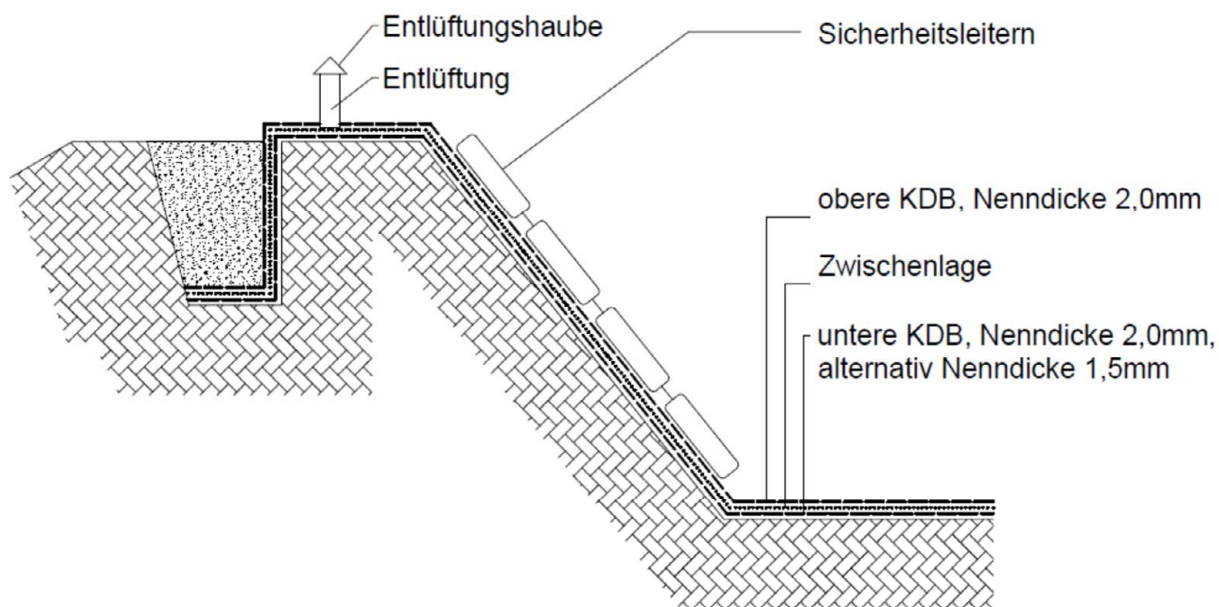 Entlüftungshaube
Entlüftung
Sicherheitsleitern
obere KDB, Nenndicke 2,0mm
Zwischenlage
untere KDB, Nenndicke 2,0mm,
alternativ Nenndicke 1,5mm